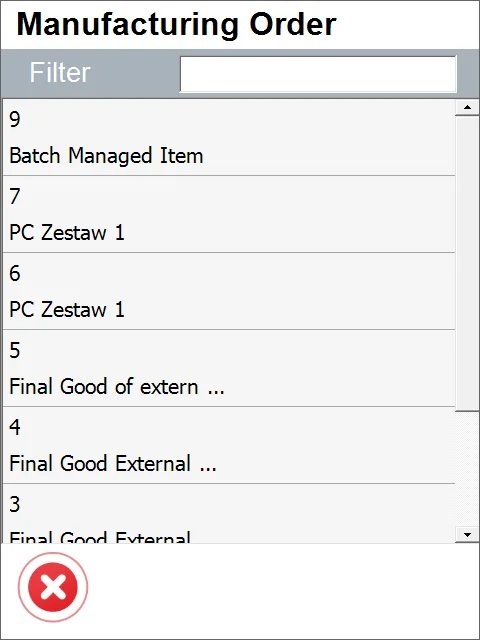 Manufacturing Order
Filter
9
Batch Managed Item
7
PC Zestaw 1
6
PC Zestaw 1
5
Final Good of extern ...
4
Final Good External ...
3
Final Good External